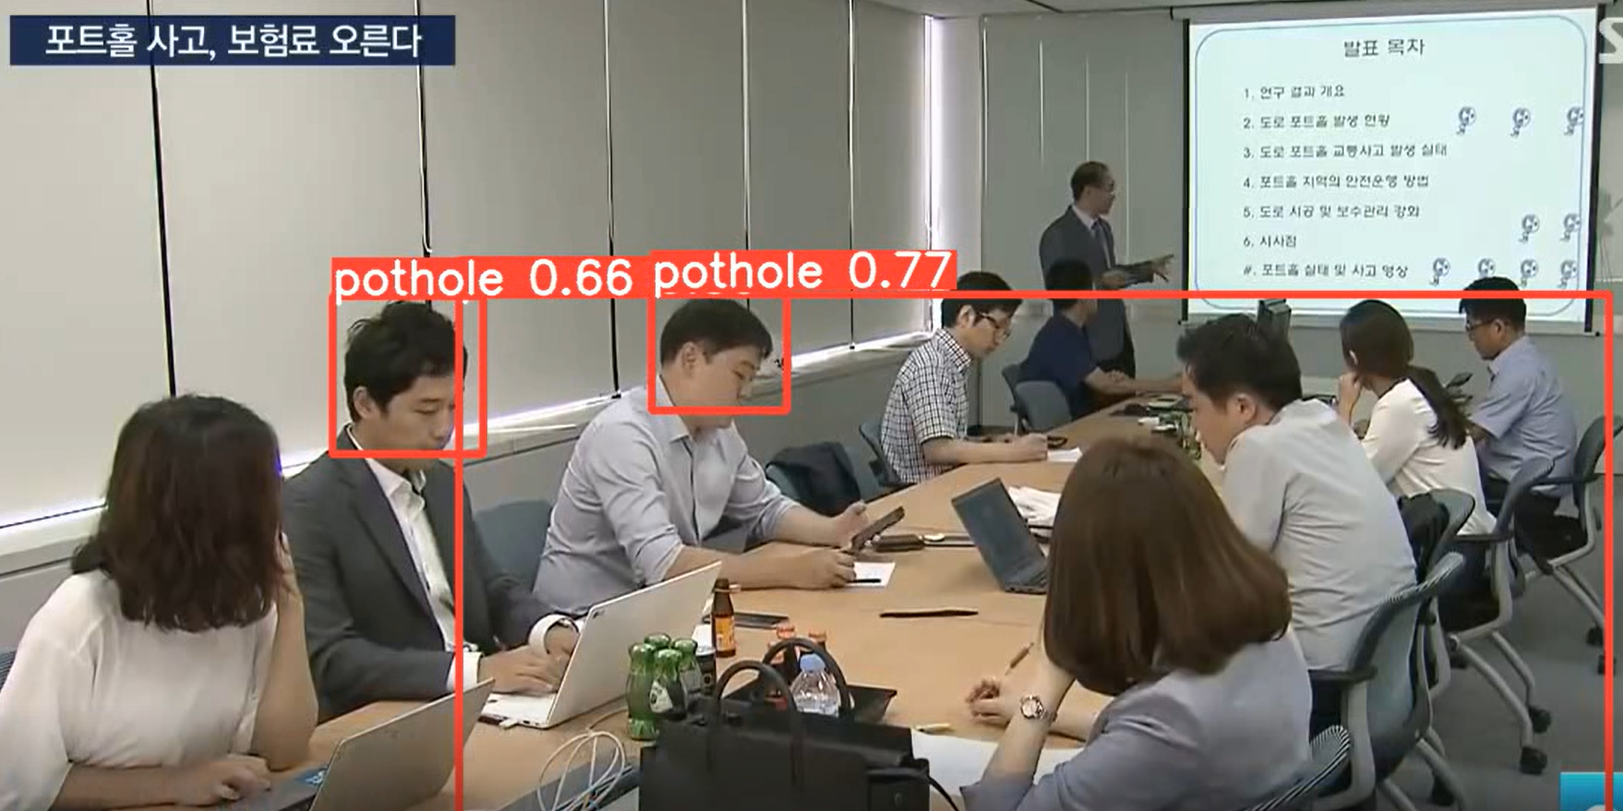 포트홀 사고, 보험료 오른다
발표 목차
1. 연구 결과 개요
2. 도로 포트홀 발생 현황
3. 도로 포트홀 교통사고 발생 실태
4. 포트홀 지역의 안전운행 방법
5. 도로 시공 및 보수관리 강화
6. 시사점
#. 포트홀 실태 및 사고 영상
pothole 0.66
pothole 0.77